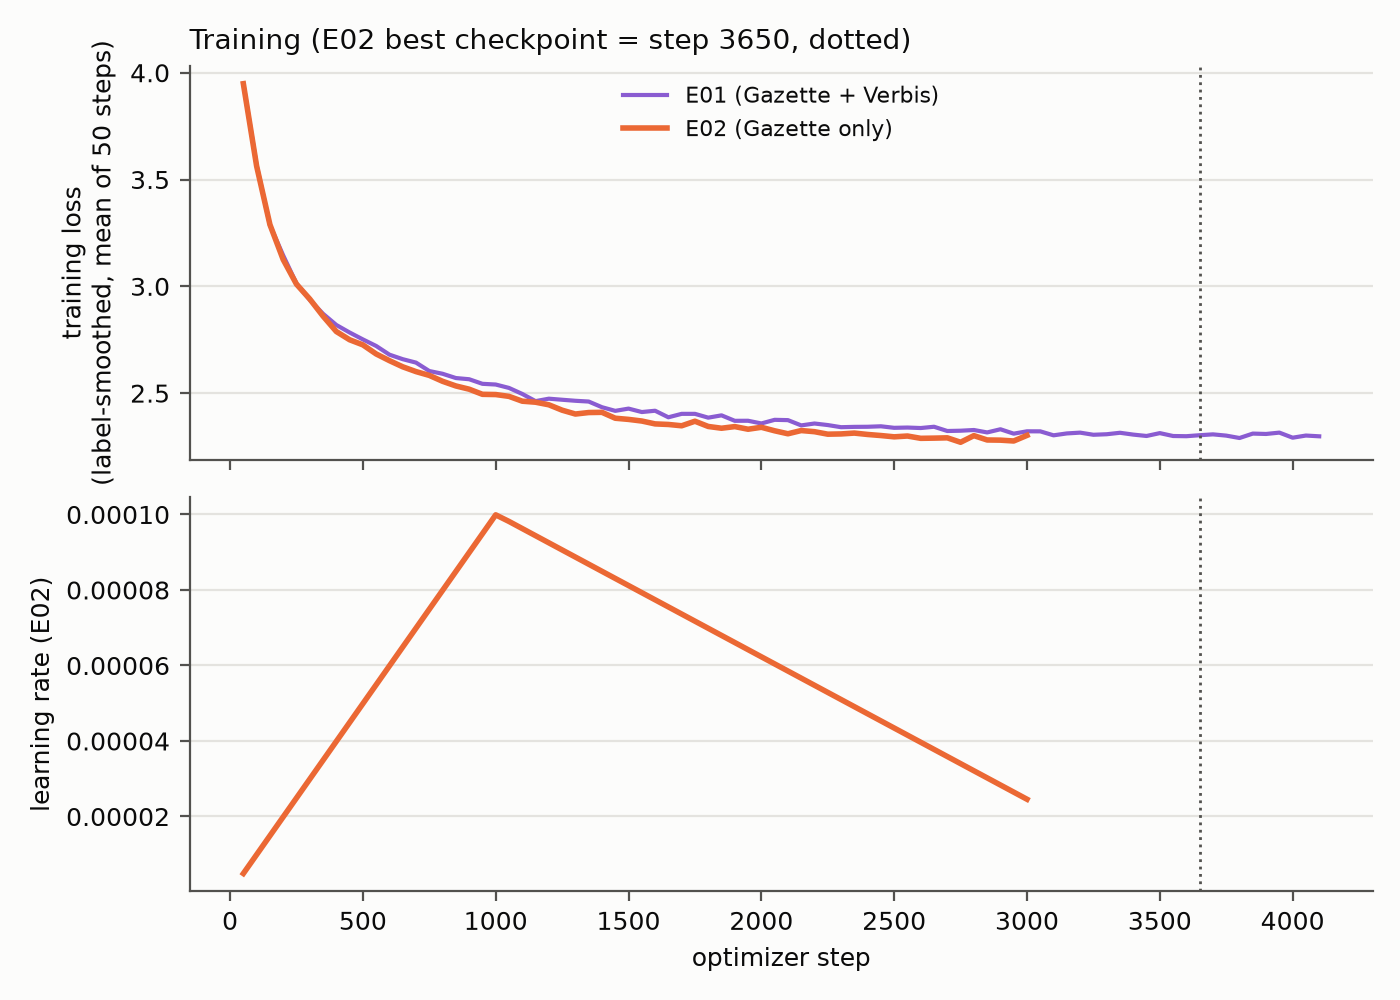 Training (E02 best checkpoint = step 3650, dotted)
training loss
(label-smoothed, mean of 50 steps)
4.0
3.5
3.0
2.5
E01 (Gazette + Verbis)
E02 (Gazette only)
learning rate (E02)
0.00010
0.00008
0.00006
0.00004
0.00002
0 500 1000 1500 2000 2500 3000 3500 4000
optimizer step